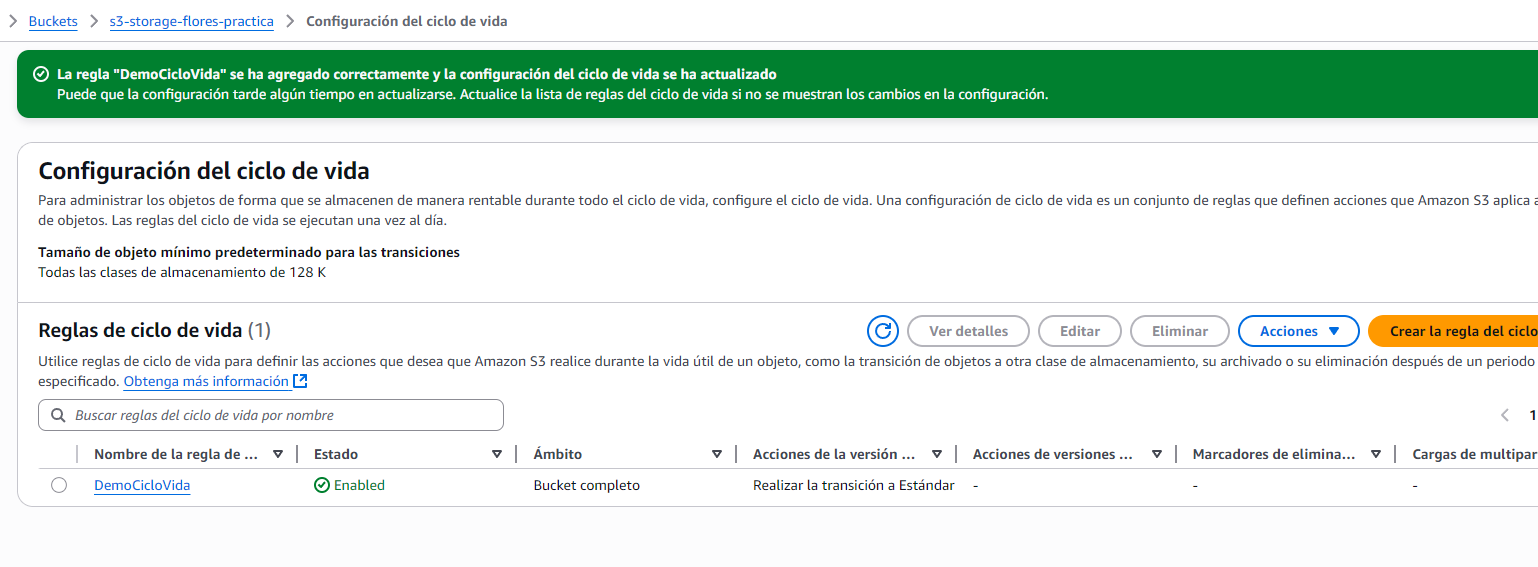 Buckets
s3-storage-flores-practica
Configuración del ciclo de vida
La regla "DemoCicloVida" se ha agregado correctamente y la configuración del ciclo de vida se ha actualizado
Puede que la configuración tarde algún tiempo en actualizarse. Actualice la lista de reglas del ciclo de vida si no se muestran los cambios en la configuración.
Configuración del ciclo de vida
Para administrar los objetos de forma que se almacenen de manera rentable durante todo el ciclo de vida, configure el ciclo de vida. Una configuración de ciclo de vida es un conjunto de reglas que definen acciones que Amazon S3 aplica a
de objetos. Las reglas del ciclo de vida se ejecutan una vez al día.
Tamaño de objeto mínimo predeterminado para las transiciones
Todas las clases de almacenamiento de 128 K
Reglas de ciclo de vida (1)
Ver detalles
Editar
Eliminar
Acciones
Crear la regla del ciclo
Utilice reglas de ciclo de vida para definir las acciones que desea que Amazon S3 realice durante la vida útil de un objeto, como la transición de objetos a otra clase de almacenamiento, su archivado o su eliminación después de un periodo
especificado. Obtenga más información
Buscar reglas del ciclo de vida por nombre
1
Nombre de la regla de ... Estado Ámbito Acciones de la versión ... Acciones de versiones ... Marcadores de elimina... Cargas de multipar
DemoCicloVida Enabled Bucket completo Realizar la transición a Estándar - - -